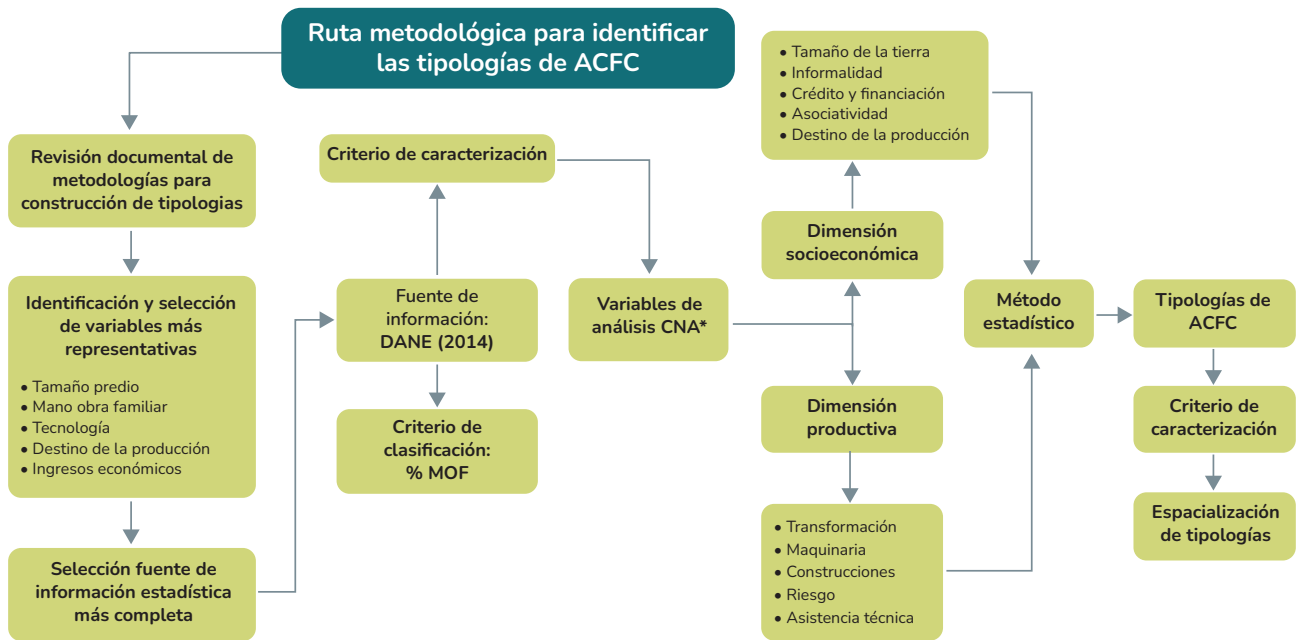 Ruta metodológica para identificar
las tipologías de ACFC
Revisión documental de
metodologías para
construcción de tipologias
Identificación y selección
de variables más
representativas
• Tamaño predio
• Mano obra familiar
• Tecnología
• Destino de la producción
• Ingresos económicos
Selección fuente de
información estadística
más completa
Criterio de caracterización
Fuente de
información:
DANE (2014)
Criterio de
clasificación:
% MOF
Variables de
análisis CNA*
• Tamaño de la tierra
• Informalidad
• Crédito y financiación
• Asociatividad
• Destino de la producción
Dimensión
socioeconómica
Dimensión
productiva
• Transformación
• Maquinaria
• Construcciones
• Riesgo
• Asistencia técnica
Método
estadístico
Tipologías de
ACFC
Criterio de
caracterización
Espacialización
de tipologías